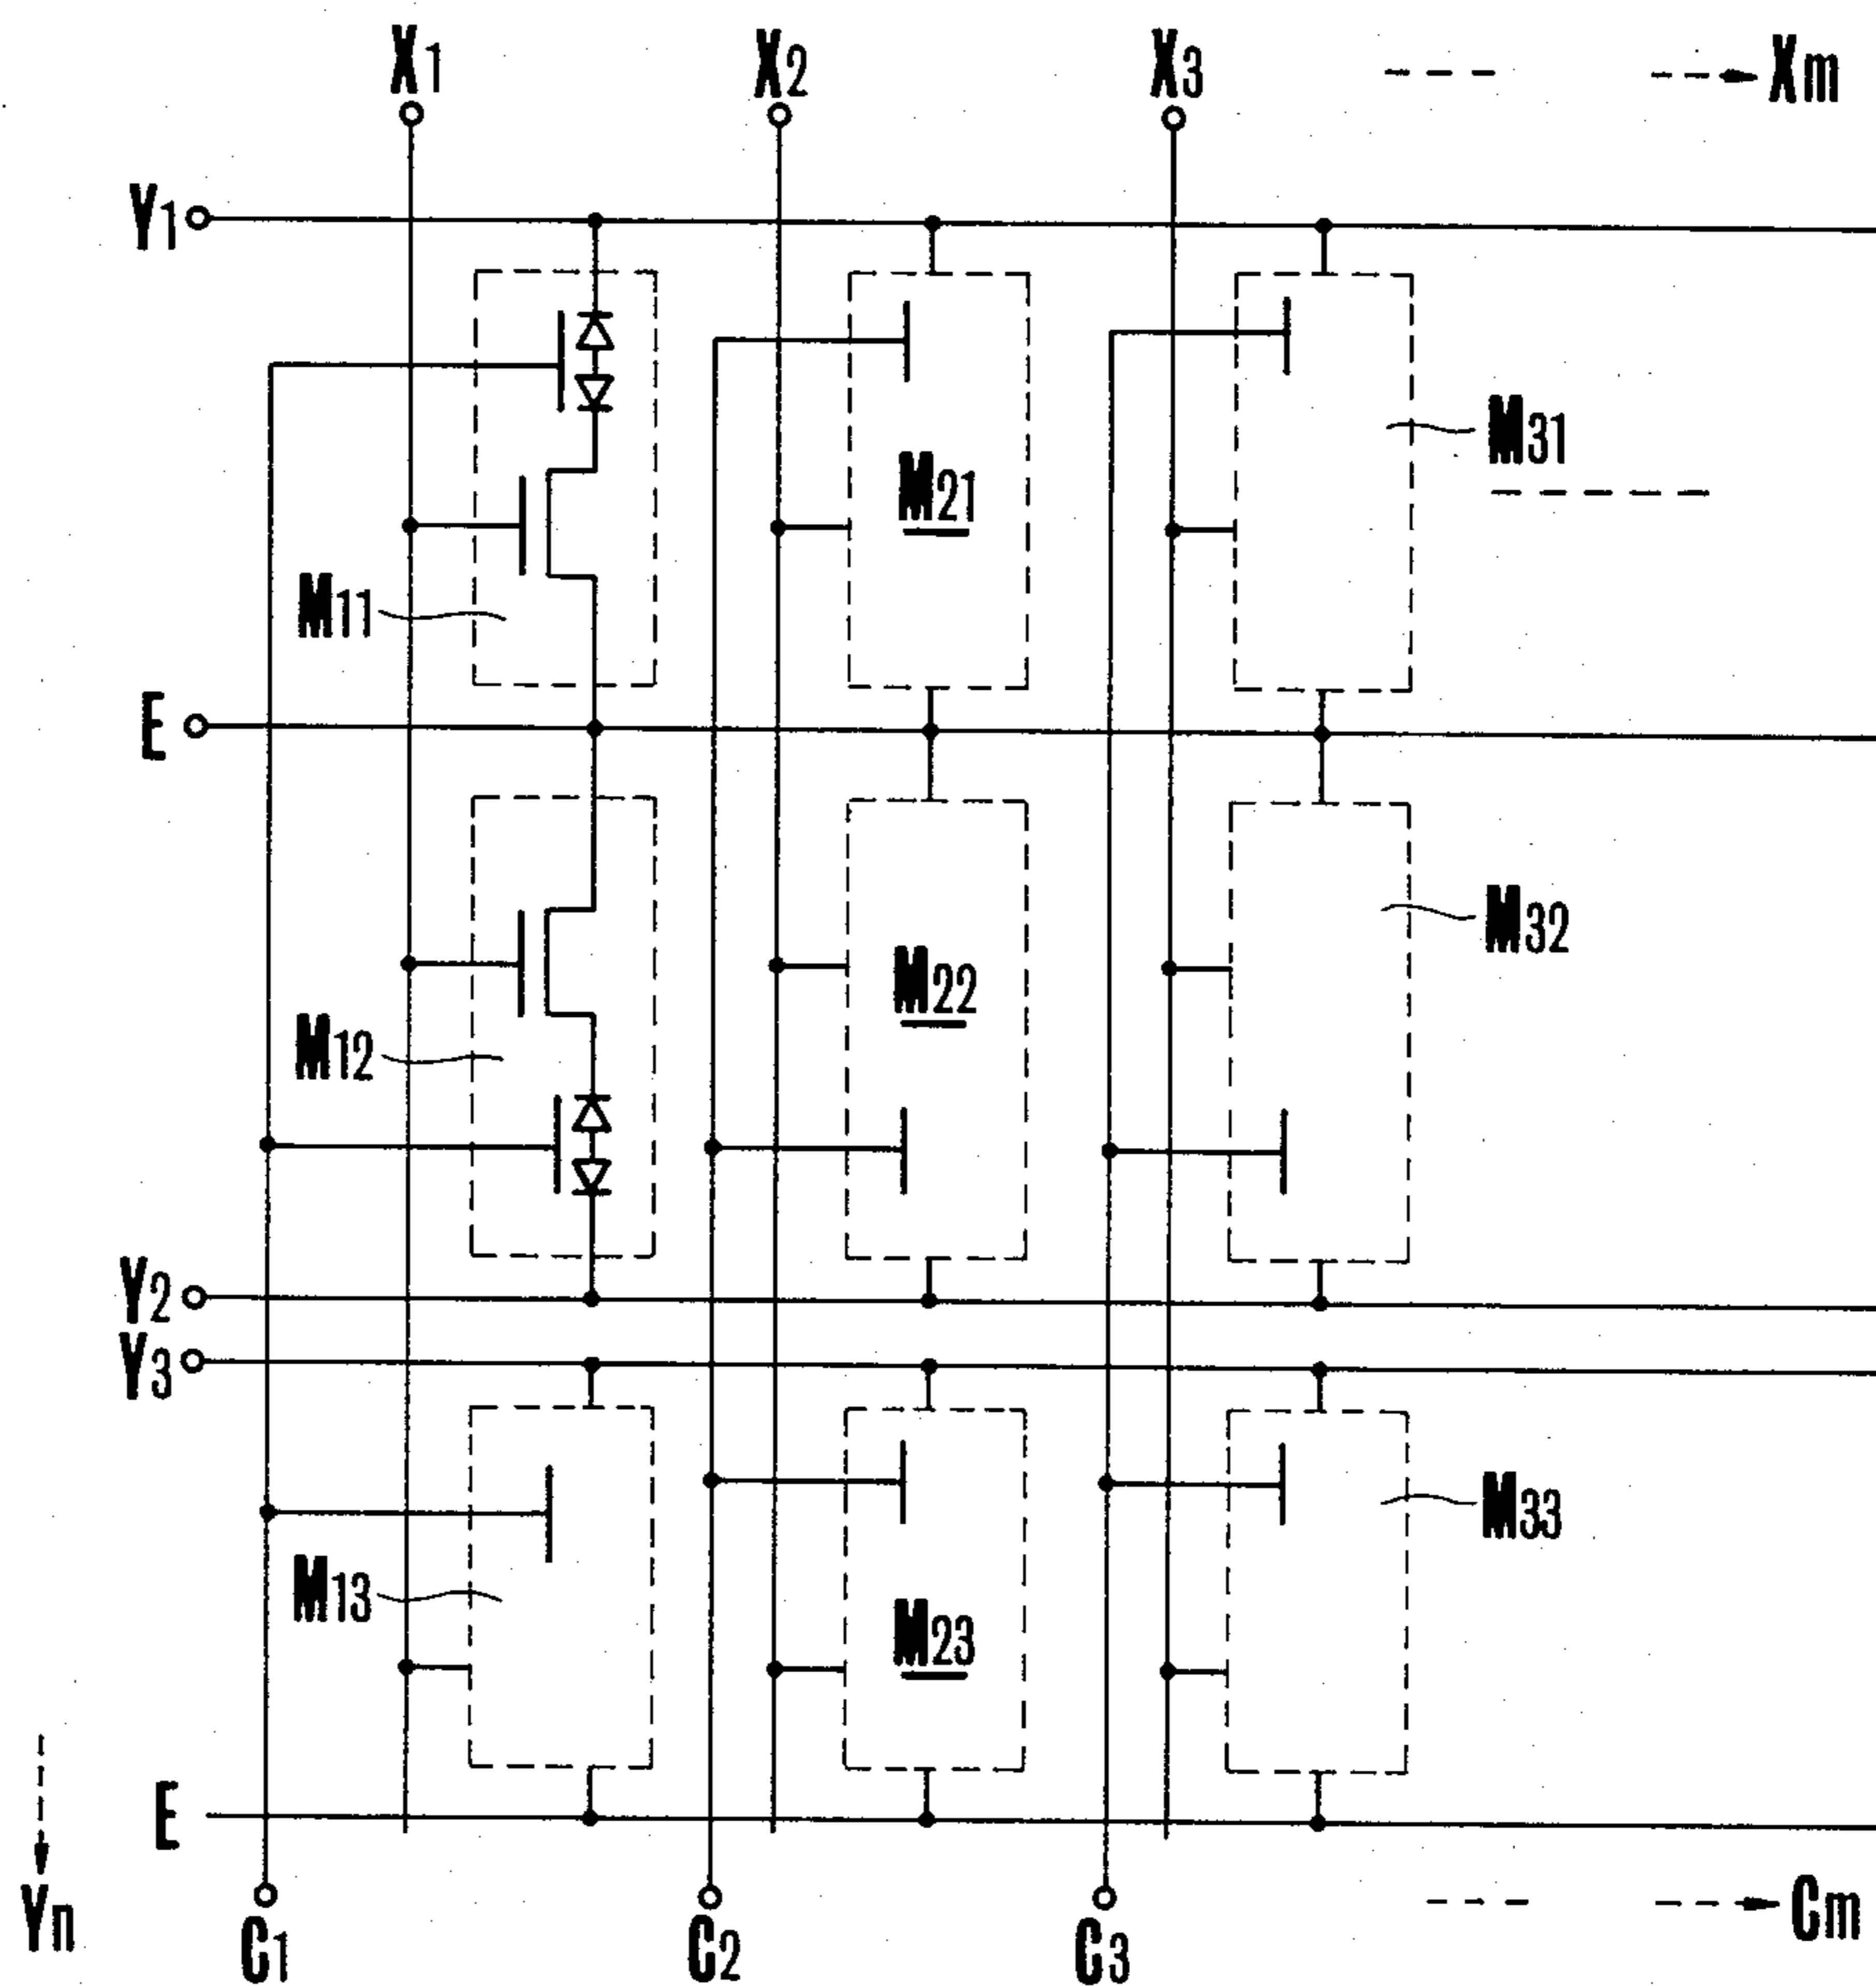 X1 X2 X3 Xm
Y1
M31
M21
M11
E
M32
M22
M12
Y2
Y3
M33
M13
M23
E
Yn
C1 C2 C3 Cm